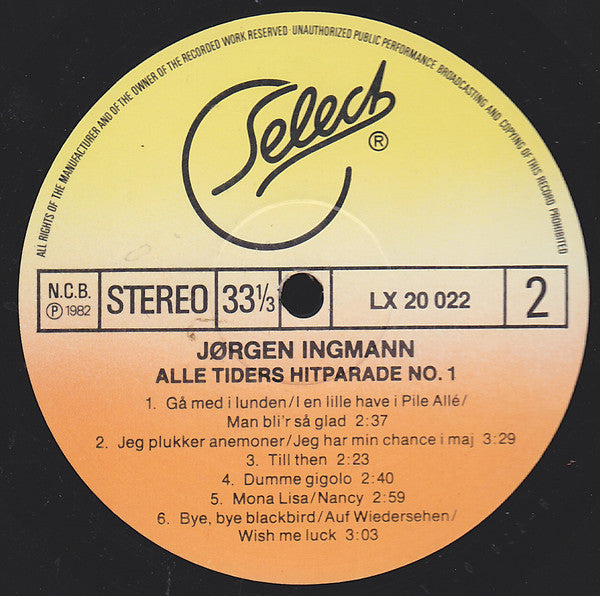 ALL RIGHTS OF THE MANUFACTURER AND OF THE OWNER OF THE RECORDED WORK RESERVED · UNAUTHORIZED PUBLIC PERFORMANCE BROADCASTING AND COPYING OF THIS RECORD PROHIBITED
Select
®
N.C.B.
℗ 1982
STEREO
33⅓
LX 20 022
2
JØRGEN INGMANN
ALLE TIDERS HITPARADE NO. 1
1. Gå med i lunden/I en lille have i Pile Allé/
Man bli'r så glad 2:37
2. Jeg plukker anemoner/Jeg har min chance i maj 3:29
3. Till then 2:23
4. Dumme gigolo 2:40
5. Mona Lisa/Nancy 2:59
6. Bye, bye blackbird/Auf Wiedersehen/
Wish me luck 3:03